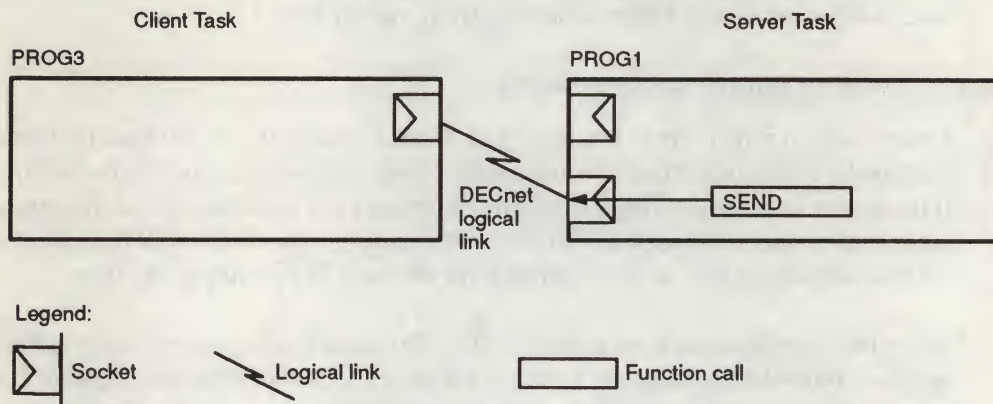 Client Task
Server Task
PROG3
PROG1
DECnet
logical
link
SEND
Legend:
Socket
Logical link
Function call